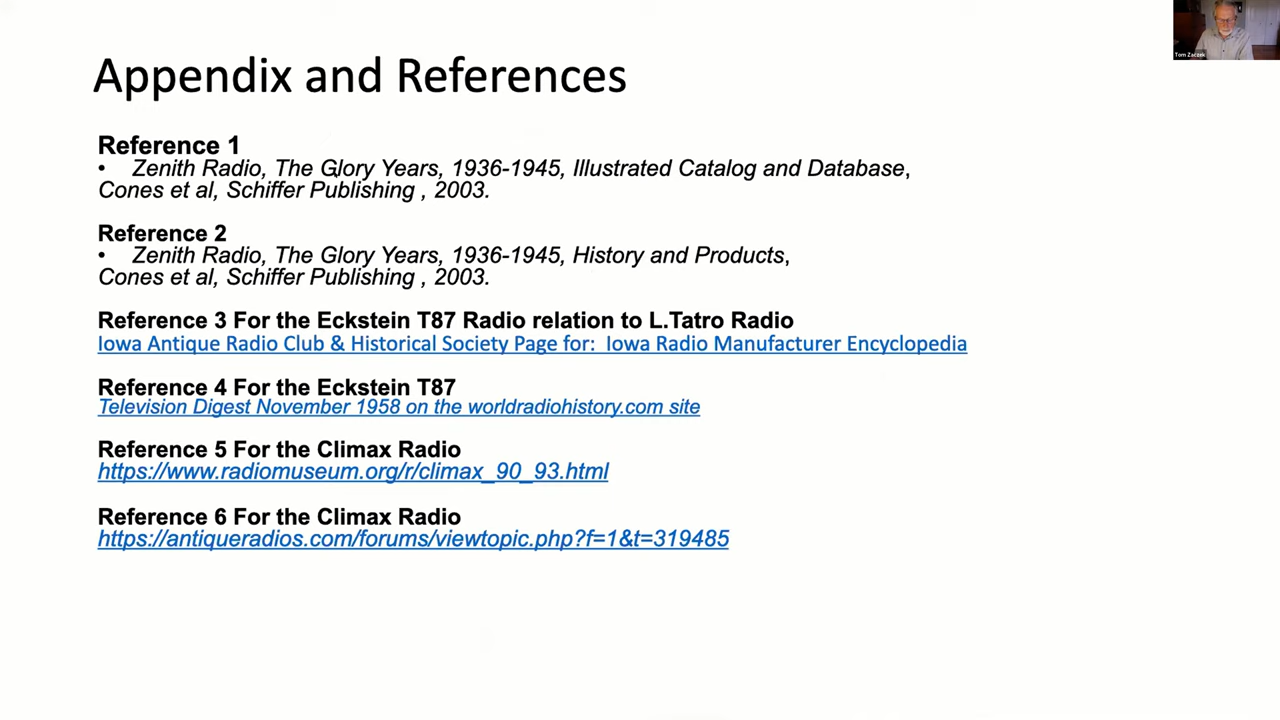 Tom Zaczek
Appendix and References
Reference 1
• Zenith Radio, The Glory Years, 1936-1945, Illustrated Catalog and Database,
Cones et al, Schiffer Publishing , 2003.
Reference 2
• Zenith Radio, The Glory Years, 1936-1945, History and Products,
Cones et al, Schiffer Publishing , 2003.
Reference 3 For the Eckstein T87 Radio relation to L.Tatro Radio
Iowa Antique Radio Club & Historical Society Page for: Iowa Radio Manufacturer Encyclopedia
Reference 4 For the Eckstein T87
Television Digest November 1958 on the worldradiohistory.com site
Reference 5 For the Climax Radio
https://www.radiomuseum.org/r/climax_90_93.html
Reference 6 For the Climax Radio
https://antiqueradios.com/forums/viewtopic.php?f=1&t=319485